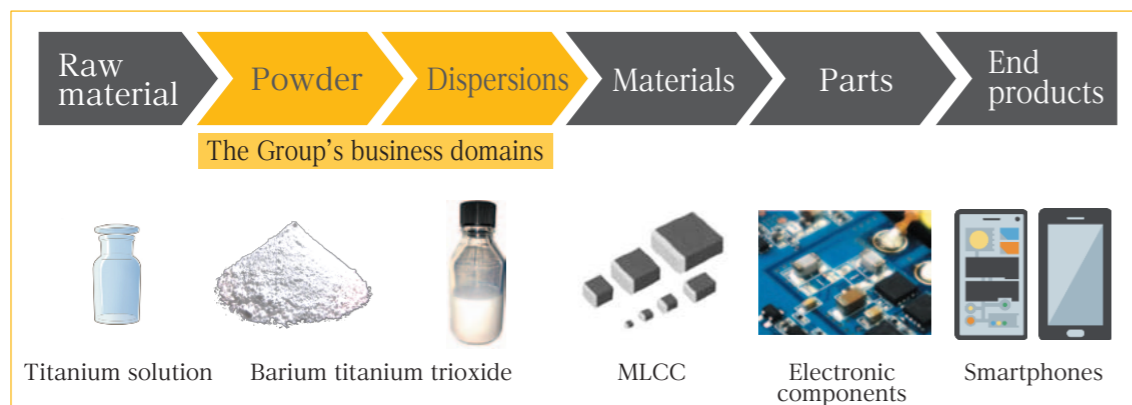 Raw
material
Powder
Dispersions
Materials
Parts
End
products
The Group's business domains
Titanium solution
Barium titanium trioxide
MLCC
Electronic
components
Smartphones